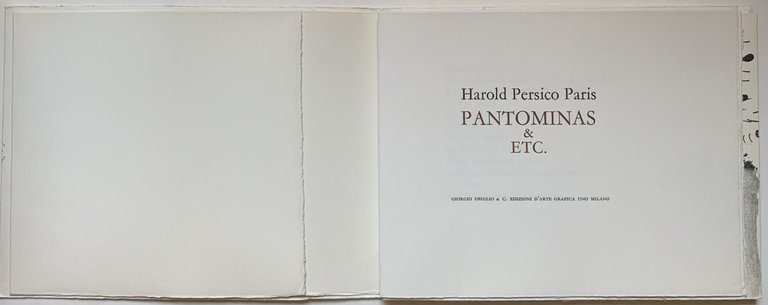 Harold Persico Paris
PANTOMINAS
&
ETC.
GIORGIO UPIGLIO & C. EDIZIONI D'ARTE GRAFICA UNO MILANO